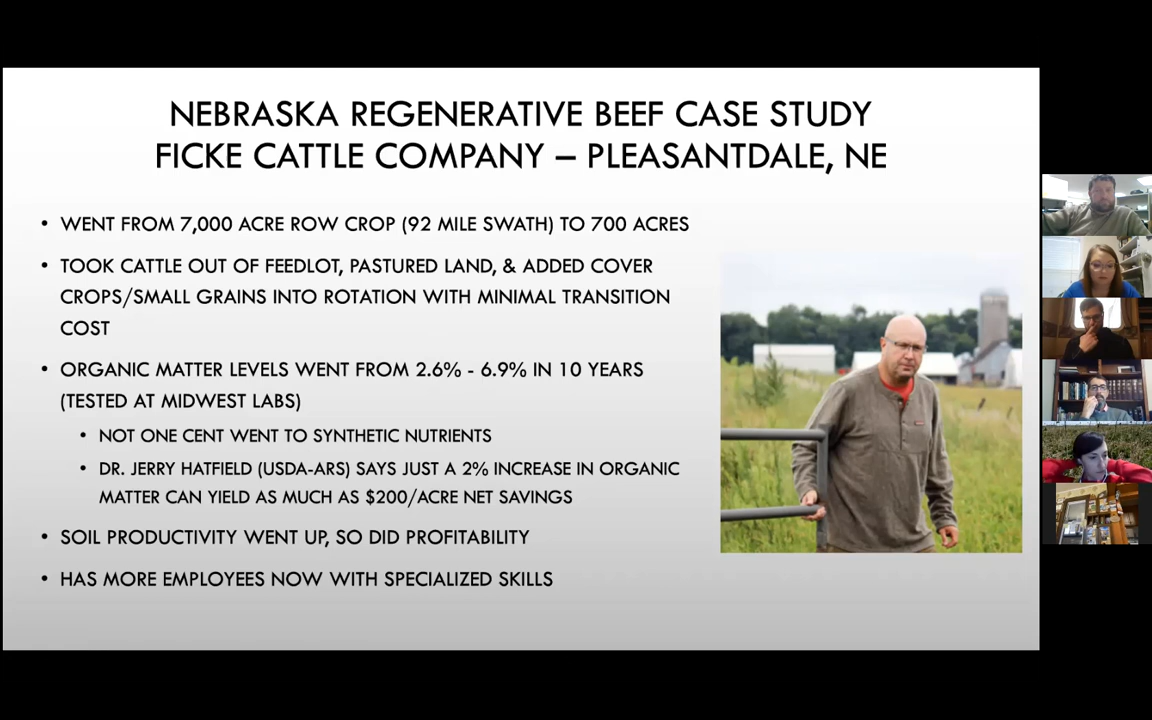 NEBRASKA REGENERATIVE BEEF CASE STUDY
FICKE CATTLE COMPANY – PLEASANTDALE, NE
• WENT FROM 7,000 ACRE ROW CROP (92 MILE SWATH) TO 700 ACRES
• TOOK CATTLE OUT OF FEEDLOT, PASTURED LAND, & ADDED COVER
CROPS/SMALL GRAINS INTO ROTATION WITH MINIMAL TRANSITION
COST
• ORGANIC MATTER LEVELS WENT FROM 2.6% - 6.9% IN 10 YEARS
(TESTED AT MIDWEST LABS)
• NOT ONE CENT WENT TO SYNTHETIC NUTRIENTS
• DR. JERRY HATFIELD (USDA-ARS) SAYS JUST A 2% INCREASE IN ORGANIC
MATTER CAN YIELD AS MUCH AS $200/ACRE NET SAVINGS
• SOIL PRODUCTIVITY WENT UP, SO DID PROFITABILITY
• HAS MORE EMPLOYEES NOW WITH SPECIALIZED SKILLS